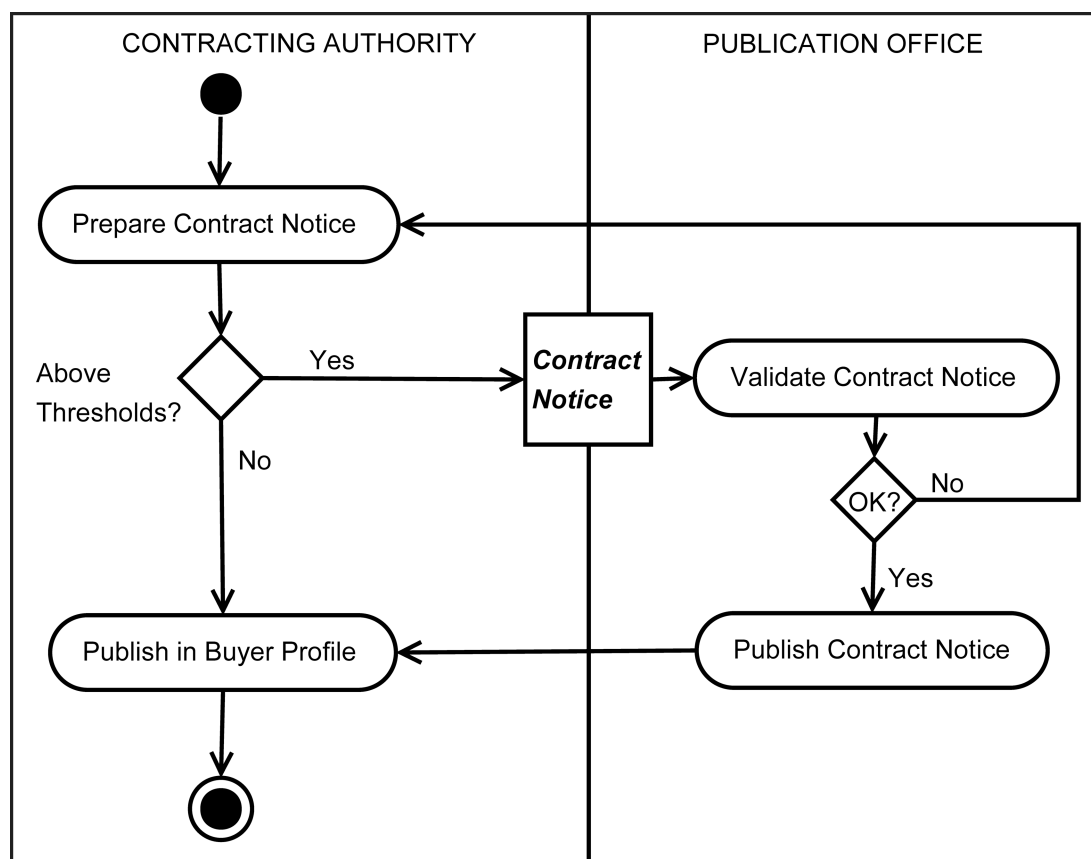 CONTRACTING AUTHORITY
PUBLICATION OFFICE
Prepare Contract Notice
Above
Thresholds?
Yes
Contract
Notice
Validate Contract Notice
No
OK?
No
Yes
Publish in Buyer Profile
Publish Contract Notice